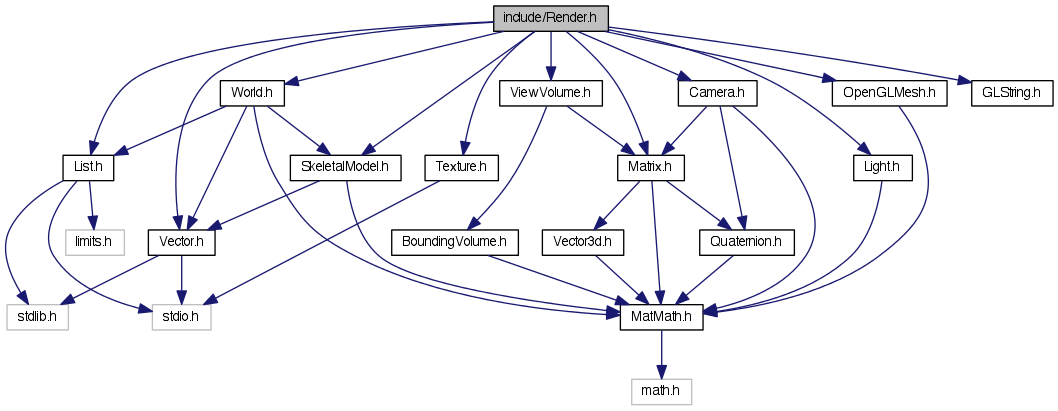 include/Render.h
World.h
ViewVolume.h
Camera.h
OpenGLMesh.h
GLString.h
List.h
SkeletalModel.h
Texture.h
Matrix.h
Light.h
limits.h
Vector.h
BoundingVolume.h
Vector3d.h
Quaternion.h
stdlib.h
stdio.h
MatMath.h
math.h